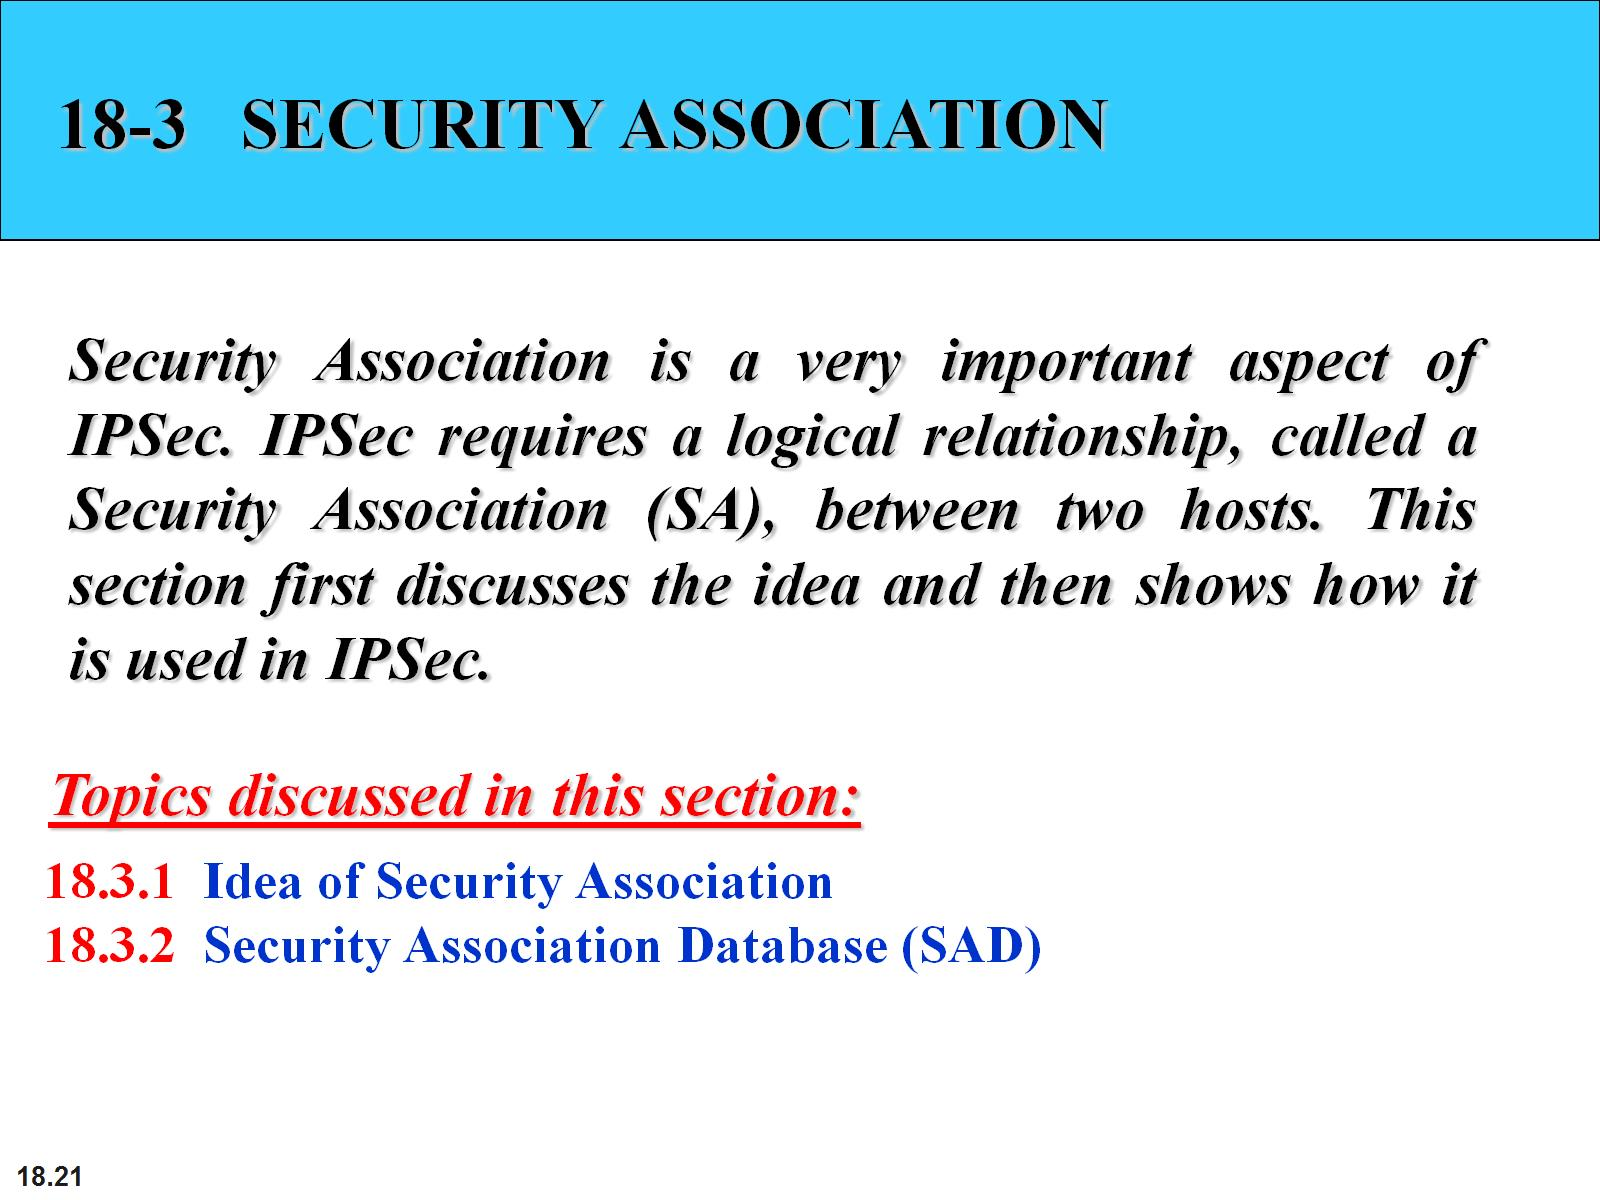 18-3 SECURITY ASSOCIATION
Security Association is a very important aspect of
IPSec. IPSec requires a logical relationship, called a
Security Association (SA), between two hosts. This
section first discusses the idea and then shows how it
is used in IPSec.
Topics discussed in this section:
18.3.1 Idea of Security Association
18.3.2 Security Association Database (SAD)
18.21